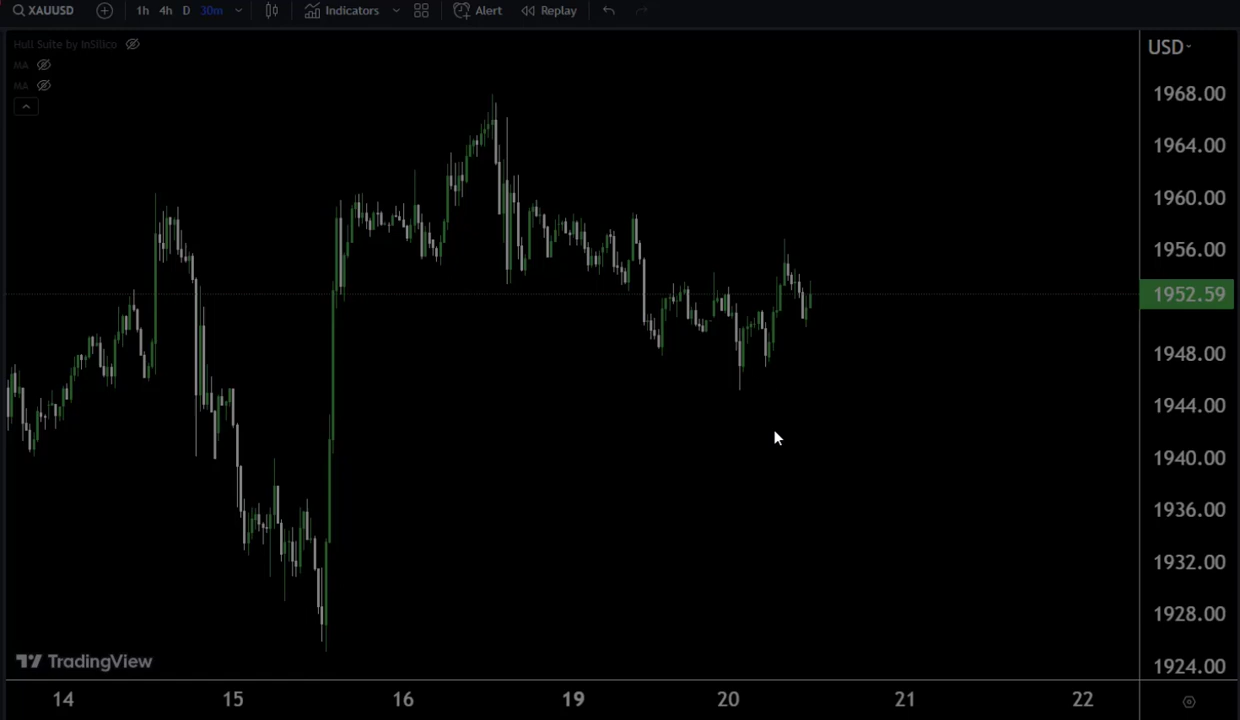 XAUUSD 1h 4h D 30m Indicators Alert Replay
Hull Suite by InSilico
MA
MA
USD
1968.00
1964.00
1960.00
1956.00
1952.59
1948.00
1944.00
1940.00
1936.00
1932.00
1928.00
1924.00
TradingView
14 15 16 19 20 21 22